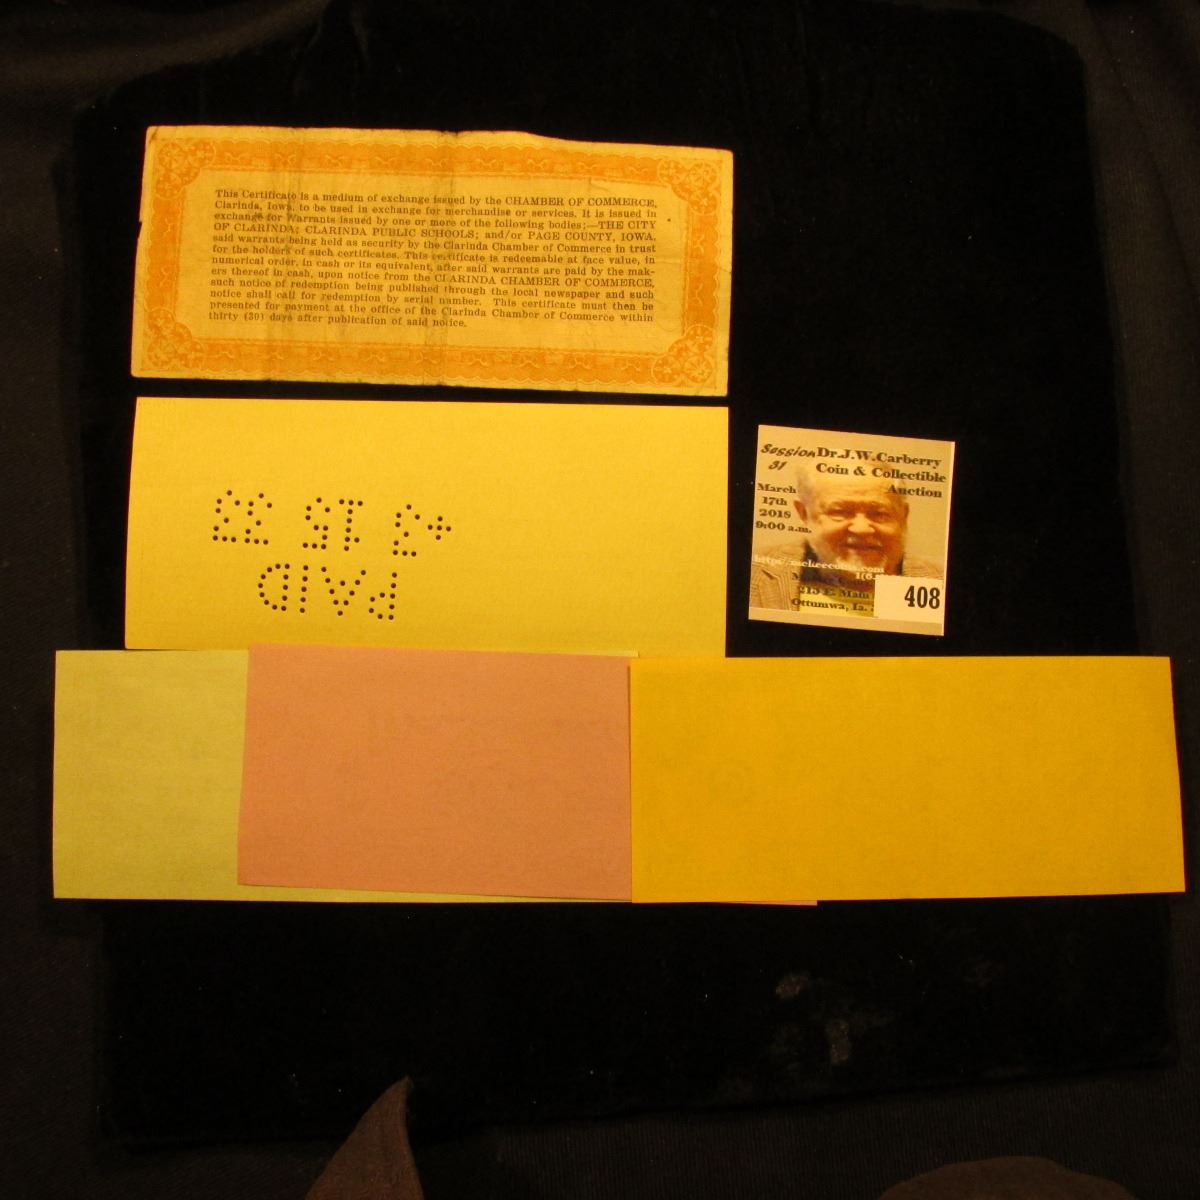 This Certificate is a medium of exchange issued by the CHAMBER OF COMMERCE,
Clarinda, Iowa, to be used in exchange for merchandise or services. It is issued in
exchange for Warrants issued by one or more of the following bodies;—THE CITY
OF CLARINDA; CLARINDA PUBLIC SCHOOLS; and/or PAGE COUNTY, IOWA,
said warrants being held as security by the Clarinda Chamber of Commerce in trust
for the holders of such certificates. This certificate is redeemable at face value, in
numerical order, in cash or its equivalent, after said warrants are paid by the mak-
ers thereof in cash, upon notice from the CLARINDA CHAMBER OF COMMERCE,
such notice of redemption being published through the local newspaper and such
notice shall call for redemption by serial number. This certificate must then be
presented for payment at the office of the Clarinda Chamber of Commerce within
thirty (30) days after publication of said notice.
PAID
Session Dr.J.W.Carberry
31 Coin & Collectible
Auction
March
17th
2018
9:00 a.m.
http://mckeecoins.com
213 E. Main
Ottumwa, Ia.
408